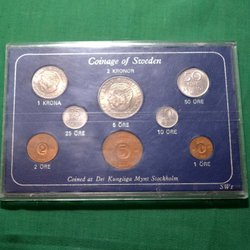 Coinage of Sweden
2 KRONOR
1 KRONA
50 ÖRE
25 ÖRE
5 ÖRE
10 ÖRE
2 ÖRE
1 ÖRE
Coined at Det Kungliga Mynt Stockholm
SW1